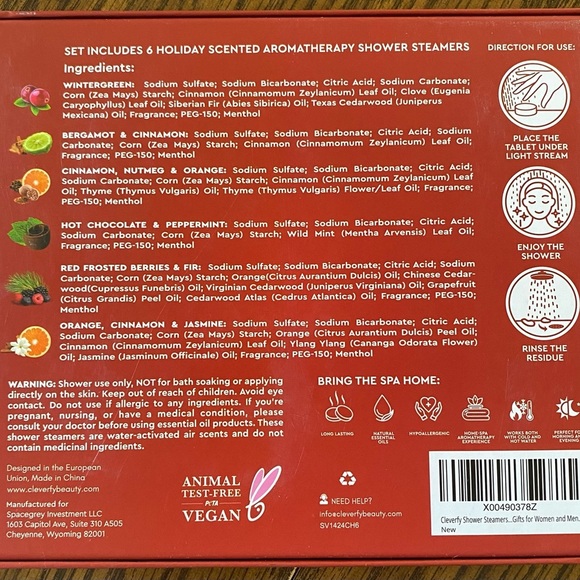 SET INCLUDES 6 HOLIDAY SCENTED AROMATHERAPY SHOWER STEAMERS
Ingredients:
WINTERGREEN: Sodium Sulfate; Sodium Bicarbonate; Citric Acid; Sodium Carbonate;
Corn (Zea Mays) Starch; Cinnamon (Cinnamomum Zeylanicum) Leaf Oil; Clove (Eugenia
Caryophyllus) Leaf Oil; Siberian Fir (Abies Sibirica) Oil; Texas Cedarwood (Juniperus
Mexicana) Oil; Fragrance; PEG-150; Menthol
BERGAMOT & CINNAMON: Sodium Sulfate; Sodium Bicarbonate; Citric Acid; Sodium
Carbonate; Corn (Zea Mays) Starch; Cinnamon (Cinnamomum Zeylanicum) Leaf Oil;
Fragrance; PEG-150; Menthol
CINNAMON, NUTMEG & ORANGE: Sodium Sulfate; Sodium Bicarbonate; Citric Acid;
Sodium Carbonate; Corn (Zea Mays) Starch; Cinnamon (Cinnamomum Zeylanicum) Leaf
Oil; Thyme (Thymus Vulgaris) Oil; Thyme (Thymus Vulgaris) Flower/Leaf Oil; Fragrance;
PEG-150; Menthol
HOT CHOCOLATE & PEPPERMINT: Sodium Sulfate; Sodium Bicarbonate; Citric Acid;
Sodium Carbonate; Corn (Zea Mays) Starch; Wild Mint (Mentha Arvensis) Leaf Oil;
Fragrance; PEG-150; Menthol
RED FROSTED BERRIES & FIR: Sodium Sulfate; Sodium Bicarbonate; Citric Acid; Sodium
Carbonate; Corn (Zea Mays) Starch; Orange(Citrus Aurantium Dulcis) Oil; Chinese Cedar-
wood(Cupressus Funebris) Oil; Virginian Cedarwood (Juniperus Virginiana) Oil; Grapefruit
(Citrus Grandis) Peel Oil; Cedarwood Atlas (Cedrus Atlantica) Oil; Fragrance; PEG-150;
Menthol
ORANGE, CINNAMON & JASMINE: Sodium Sulfate; Sodium Bicarbonate; Citric Acid;
Sodium Carbonate; Corn (Zea Mays) Starch; Orange (Citrus Aurantium Dulcis) Peel Oil;
Cinnamon (Cinnamomum Zeylanicum) Leaf Oil; Ylang Ylang (Cananga Odorata Flower)
Oil; Jasmine (Jasminum Officinale) Oil; Fragrance; PEG-150; Menthol
DIRECTION FOR USE:
PLACE THE
TABLET UNDER
LIGHT STREAM
ENJOY THE
SHOWER
RINSE THE
RESIDUE
WARNING: Shower use only, NOT for bath soaking or applying
directly on the skin. Keep out of reach of children. Avoid eye
contact. Do not use if allergic to any ingredients. If you're
pregnant, nursing, or have a medical condition, please
consult your doctor before using essential oil products. These
shower steamers are water-activated air scents and do not
contain medicinal ingredients.
BRING THE SPA HOME:
LONG LASTING
NATURAL
ESSENTIAL
OILS
HYPOALLERGENIC
HOME-SPA
AROMATHERAPY
EXPERIENCE
WORKS BOTH
WITH COLD AND
HOT WATER
PERFECT FO
MORNING AN
EVENING
Designed in the European
Union, Made in China
www.cleverfybeauty.com
Manufactured for
Spacegrey Investment LLC
1603 Capitol Ave, Suite 310 A505
Cheyenne, Wyoming 82001
ANIMAL
TEST-FREE
PETA
VEGAN
NEED HELP?
info@cleverfybeauty.com
SV1424CH6
X00490378Z
Cleverfy Shower Steamers...Gifts for Women and Men.
New